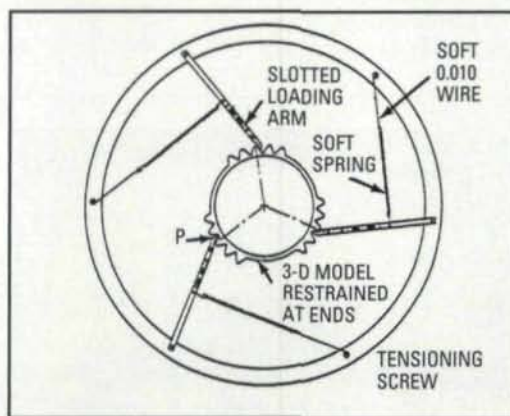 SOFT
0.010
WIRE
SLOTTED
LOADING
ARM
SOFT
SPRING
P
3-D MODEL
RESTRAINED
AT ENDS
TENSIONING
SCREW